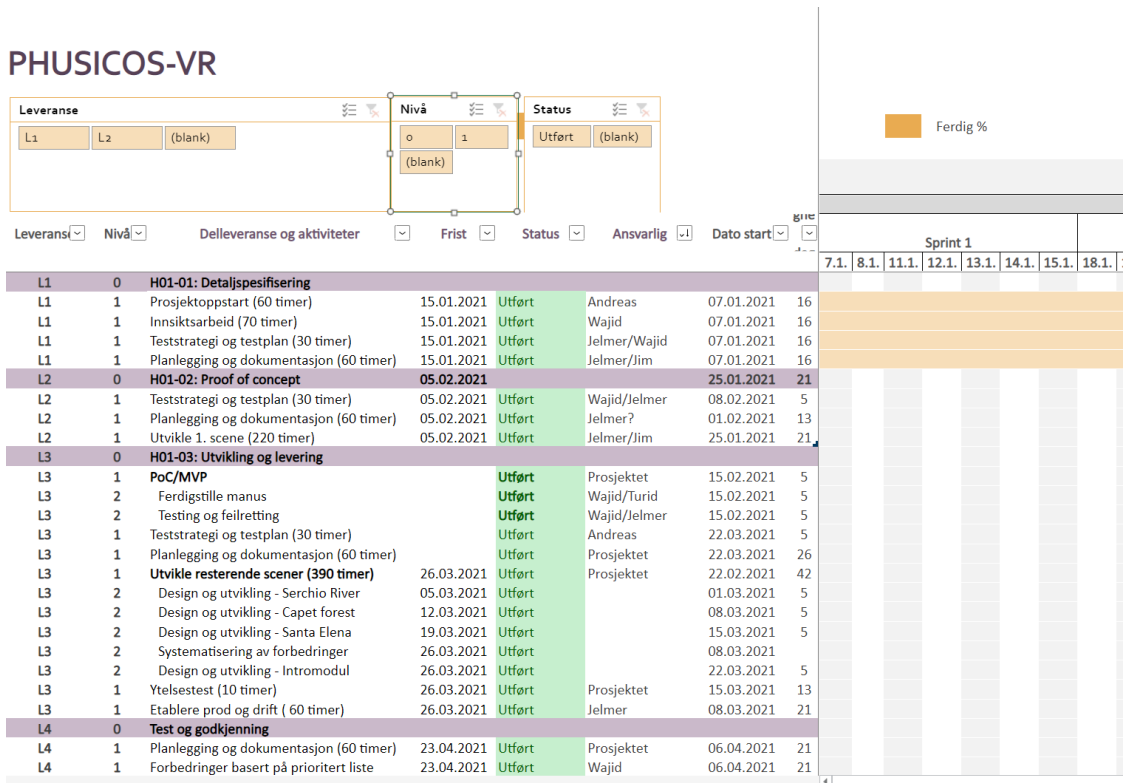 PHUSICOS-VR
Leveranse
L1 L2 (blank)
Nivå
0 1
(blank)
Status
Utført (blank)
Ferdig %
Leverans Nivå Delleveranse og aktiviteter Frist Status Ansvarlig Dato start
Sprint 1
7.1. 8.1. 11.1. 12.1. 13.1. 14.1. 15.1. 18.1.
L1 0 H01-01: Detaljspesifisering
L1 1 Prosjektoppstart (60 timer) 15.01.2021 Utført Andreas 07.01.2021 16
L1 1 Innsiktsarbeid (70 timer) 15.01.2021 Utført Wajid 07.01.2021 16
L1 1 Teststrategi og testplan (30 timer) 15.01.2021 Utført Jelmer/Wajid 07.01.2021 16
L1 1 Planlegging og dokumentasjon (60 timer) 15.01.2021 Utført Jelmer/Jim 07.01.2021 16
L2 0 H01-02: Proof of concept 05.02.2021 25.01.2021 21
L2 1 Teststrategi og testplan (30 timer) 05.02.2021 Utført Wajid/Jelmer 08.02.2021 5
L2 1 Planlegging og dokumentasjon (60 timer) 05.02.2021 Utført Jelmer? 01.02.2021 13
L2 1 Utvikle 1. scene (220 timer) 05.02.2021 Utført Jelmer/Jim 25.01.2021 21
L3 0 H01-03: Utvikling og levering
L3 1 PoC/MVP Utført Prosjektet 15.02.2021 5
L3 2 Ferdigstille manus Utført Wajid/Turid 15.02.2021 5
L3 2 Testing og feilretting Utført Wajid/Jelmer 15.02.2021 5
L3 1 Teststrategi og testplan (30 timer) Utført Andreas 22.03.2021 5
L3 1 Planlegging og dokumentasjon (60 timer) Utført Prosjektet 22.03.2021 26
L3 1 Utvikle resterende scener (390 timer) 26.03.2021 Utført Prosjektet 22.02.2021 42
L3 2 Design og utvikling - Serchio River 05.03.2021 Utført 01.03.2021 5
L3 2 Design og utvikling - Capet forest 12.03.2021 Utført 08.03.2021 5
L3 2 Design og utvikling - Santa Elena 19.03.2021 Utført 15.03.2021 5
L3 2 Systematisering av forbedringer 26.03.2021 Utført 08.03.2021
L3 2 Design og utvikling - Intromodul 26.03.2021 Utført 22.03.2021 5
L3 1 Ytelsestest (10 timer) 26.03.2021 Utført Prosjektet 15.03.2021 13
L3 1 Etablere prod og drift ( 60 timer) 26.03.2021 Utført Jelmer 08.03.2021 21
L4 0 Test og godkjenning
L4 1 Planlegging og dokumentasjon (60 timer) 23.04.2021 Utført Prosjektet 06.04.2021 21
L4 1 Forbedringer basert på prioritert liste 23.04.2021 Utført Wajid 06.04.2021 21